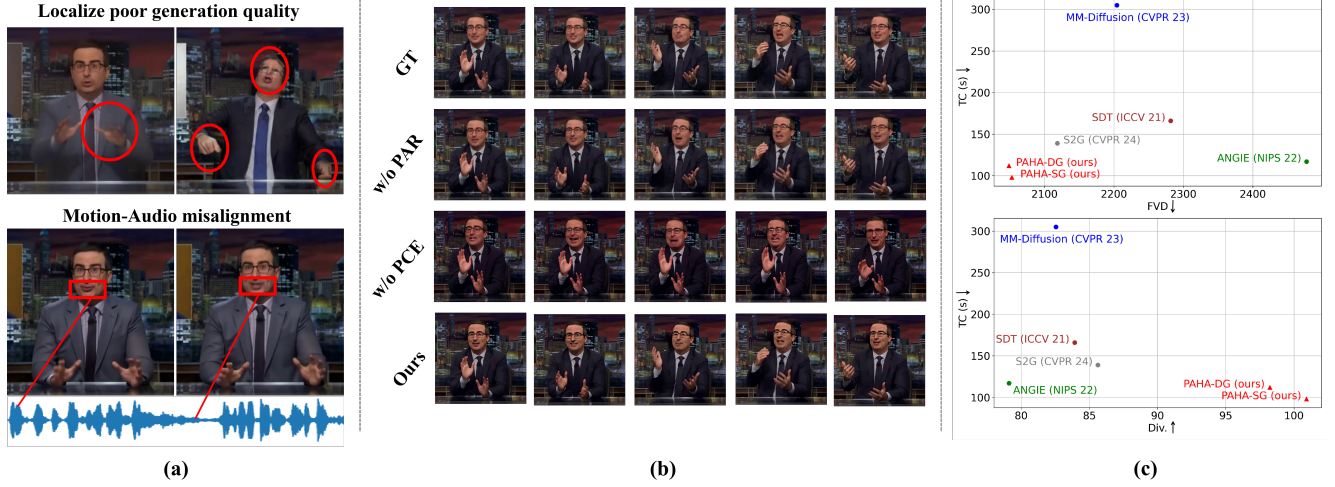 Localize poor generation quality
Motion-Audio misalignment
(a)
GT
w/o PAR
w/o PCE
Ours
(b)
300
250
200
150
100
TC (s) ↓
MM-Diffusion (CVPR 23)
SDT (ICCV 21)
S2G (CVPR 24)
ANGIE (NIPS 22)
PAHA-DG (ours)
PAHA-SG (ours)
2100 2200 2300 2400
FVD ↓
300
250
200
150
100
TC (s) ↓
MM-Diffusion (CVPR 23)
SDT (ICCV 21)
S2G (CVPR 24)
ANGIE (NIPS 22)
PAHA-DG (ours)
PAHA-SG (ours)
80 85 90 95 100
Div. ↑
(c)